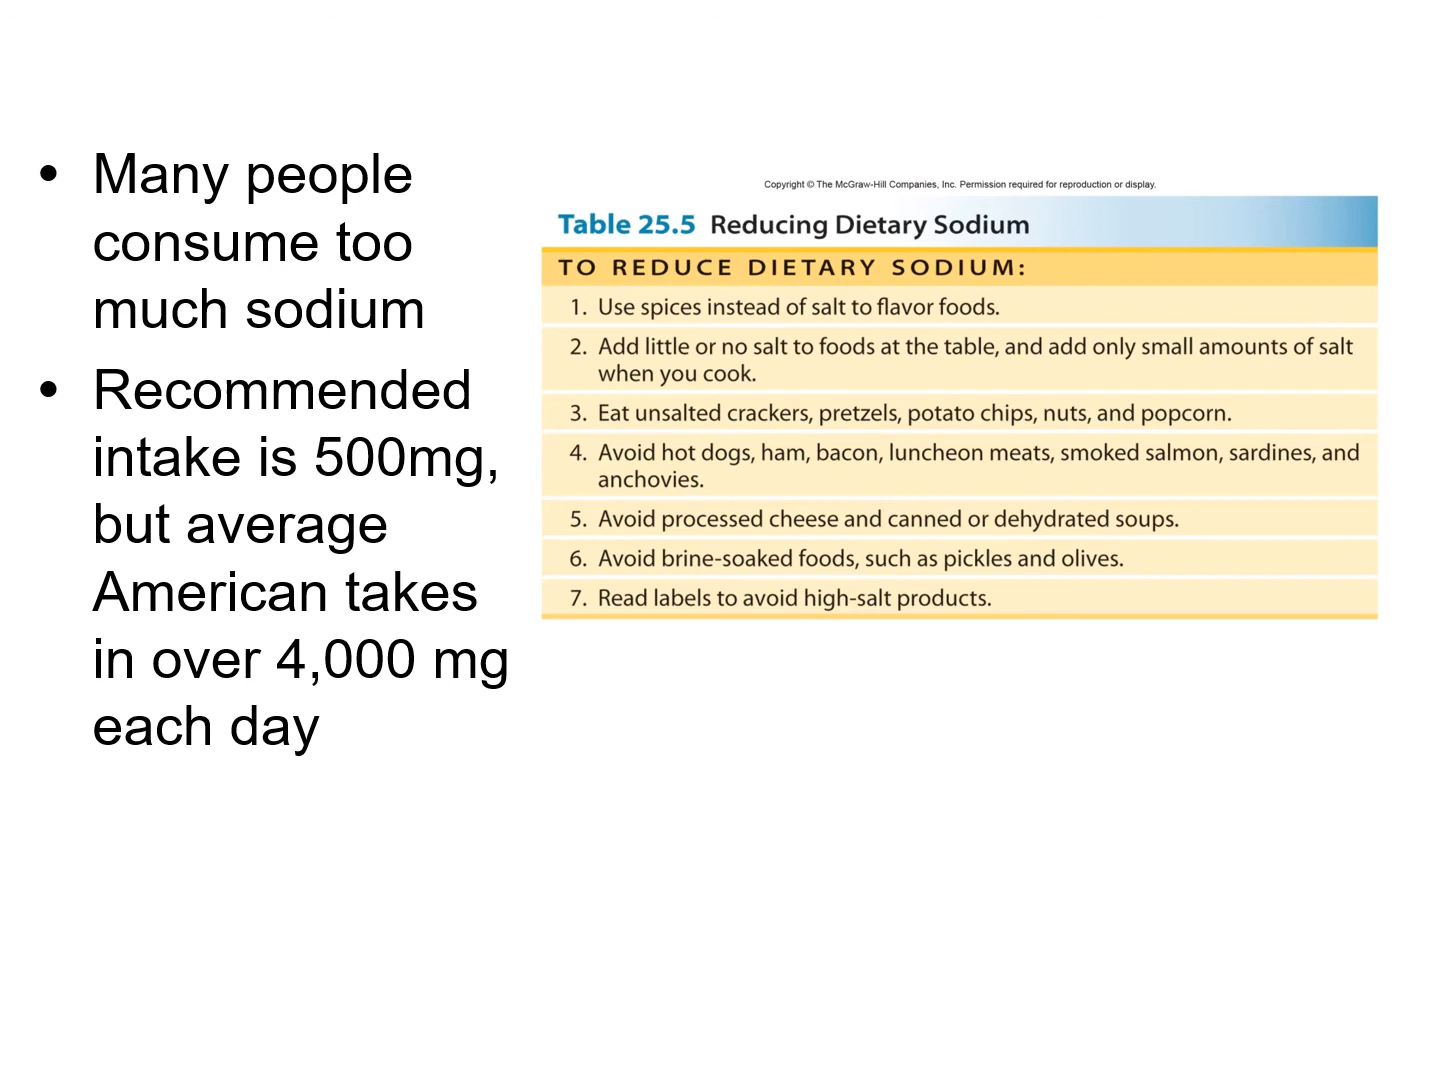 • Many people
consume too
much sodium
• Recommended
intake is 500mg,
but average
American takes
in over 4,000 mg
each day
Copyright © The McGraw-Hill Companies, Inc. Permission required for reproduction or display.
Table 25.5 Reducing Dietary Sodium
TO REDUCE DIETARY SODIUM:
1. Use spices instead of salt to flavor foods.
2. Add little or no salt to foods at the table, and add only small amounts of salt
when you cook.
3. Eat unsalted crackers, pretzels, potato chips, nuts, and popcorn.
4. Avoid hot dogs, ham, bacon, luncheon meats, smoked salmon, sardines, and
anchovies.
5. Avoid processed cheese and canned or dehydrated soups.
6. Avoid brine-soaked foods, such as pickles and olives.
7. Read labels to avoid high-salt products.